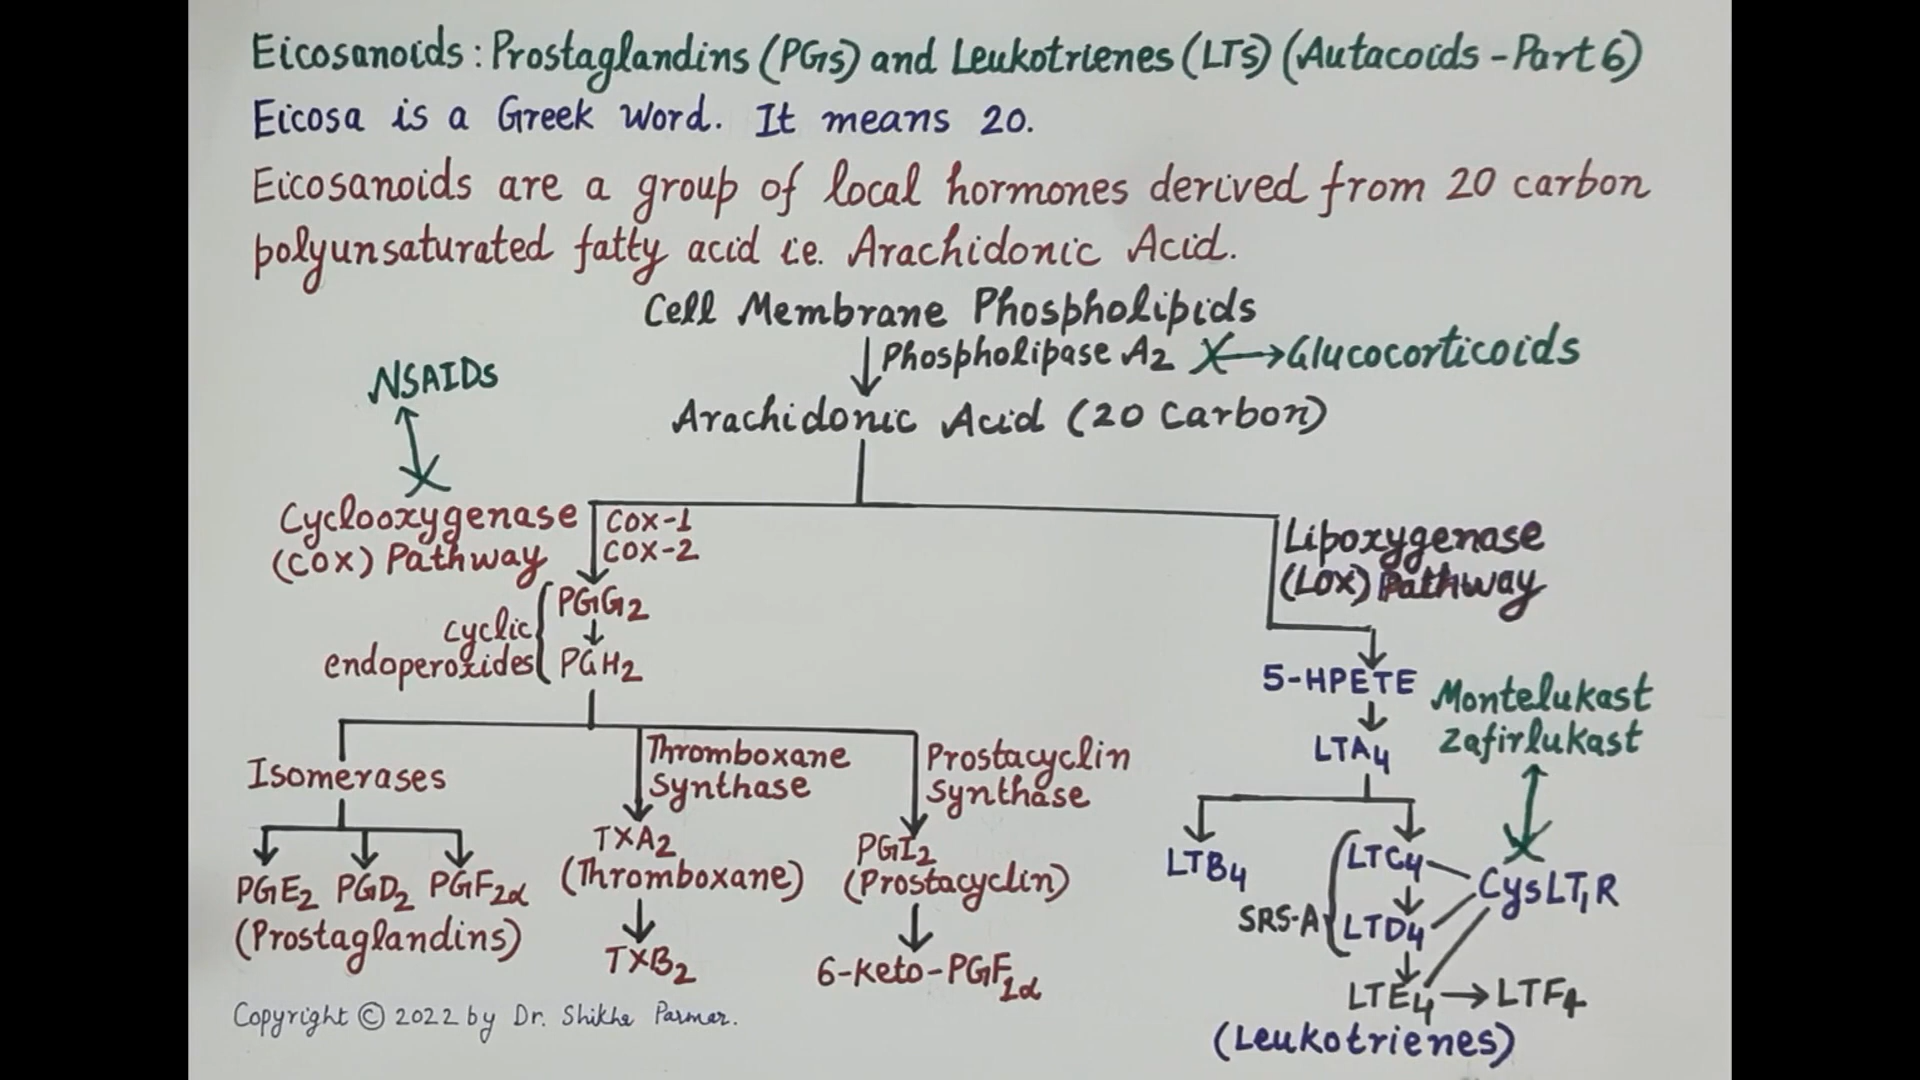 Eicosanoids : Prostaglandins (PGs) and Leukotrienes (LTs) (Autacoids - Part 6)
Eicosa is a Greek word. It means 20.
Eicosanoids are a group of local hormones derived from 20 carbon
polyunsaturated fatty acid i.e. Arachidonic Acid.
Cell Membrane Phospholipids
Phospholipase A2 X→Glucocorticoids
NSAIDs
Arachidonic Acid (20 Carbon)
Cyclooxygenase
(COX) Pathway
COX-1
COX-2
Lipoxygenase
(LOX) Pathway
cyclic
endoperoxides
PGG2
PGH2
5-HPETE
Montelukast
Zafirlukast
LTA4
Isomerases
Thromboxane
Synthase
Prostacyclin
Synthase
PGE2 PGD2 PGF2α
(Prostaglandins)
TXA2
(Thromboxane)
TXB2
PGI2
(Prostacyclin)
6-Keto-PGF1α
LTB4
SRS-A
LTC4
LTD4
CysLT1R
LTE4→LTF4
(Leukotrienes)
Copyright © 2022 by Dr. Shikha Parmar.